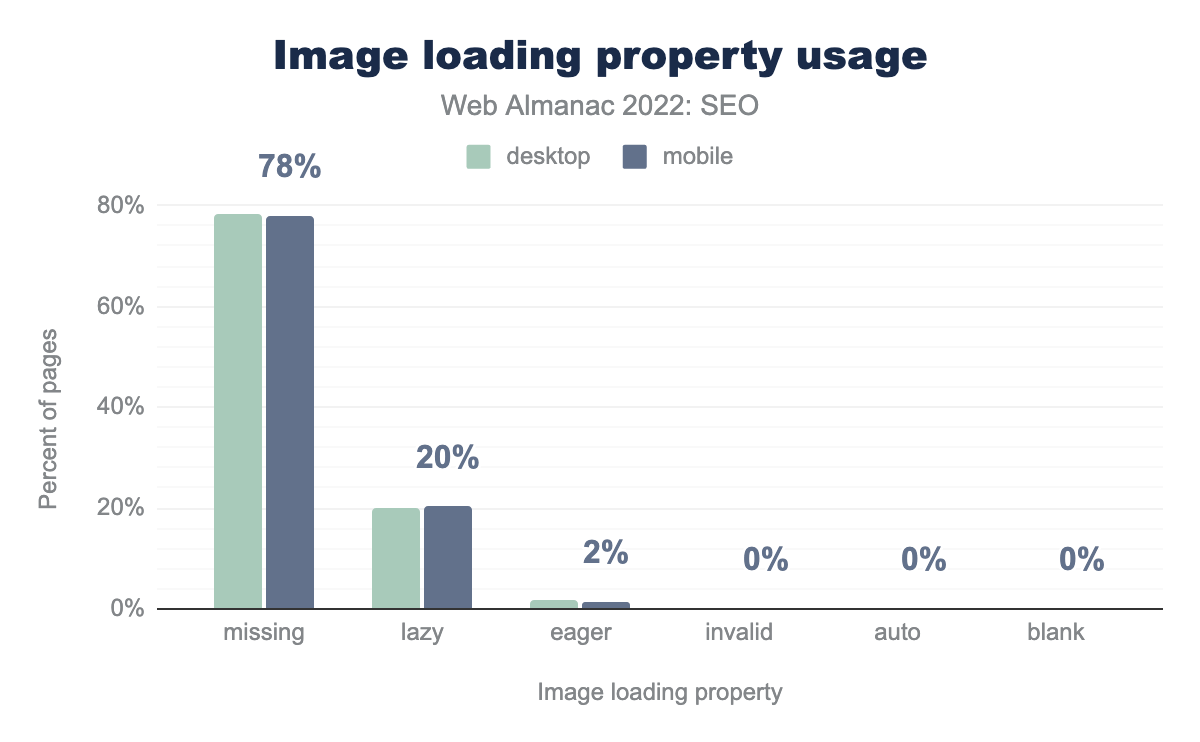 Image loading property usage
Web Almanac 2022: SEO
desktop mobile
78%
80%
60%
40%
20%
0%
Percent of pages
20%
2%
0%
0%
0%
missing lazy eager invalid auto blank
Image loading property